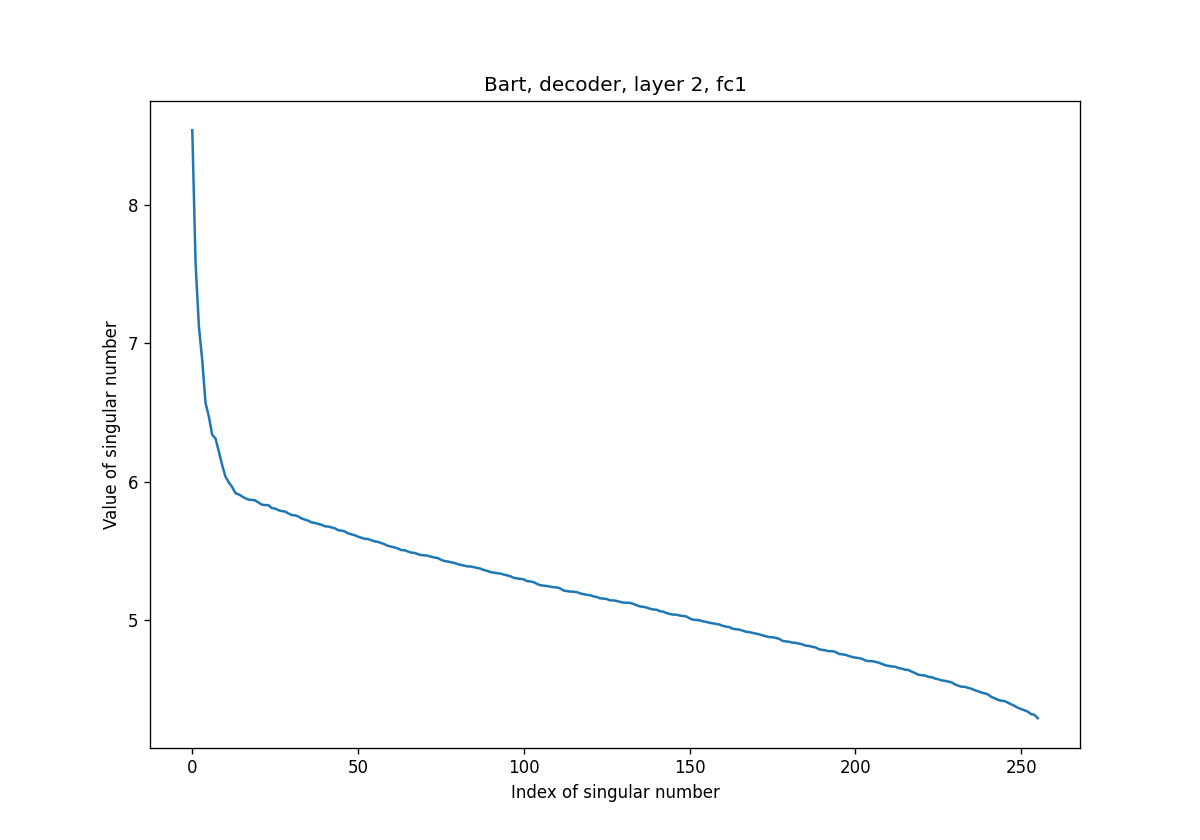 Bart, decoder, layer 2, fc1
Value of singular number
8
7
6
5
0 50 100 150 200 250
Index of singular number